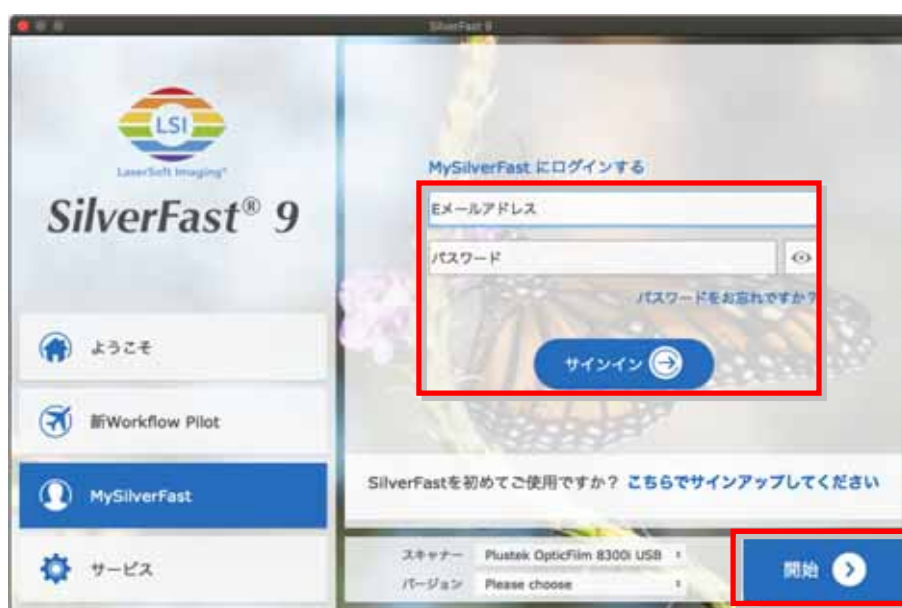 SilverFast 9
LSI
LaserSoft Imaging®
SilverFast® 9
ようこそ
新Workflow Pilot
MySilverFast
サービス
MySilverFast にログインする
Eメールアドレス
パスワード
パスワードをお忘れですか?
サインイン
SilverFastを初めてご使用ですか? こちらでサインアップしてください
スキャナー Plustek OpticFilm 8300i USB
バージョン Please choose
開始